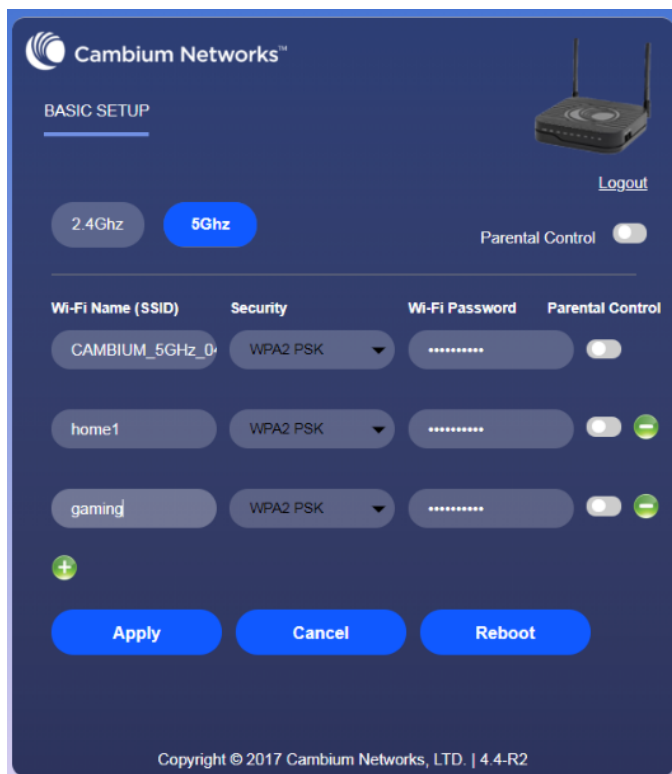 Cambium Networks™
BASIC SETUP
Logout
2.4Ghz 5Ghz
Parental Control
Wi-Fi Name (SSID) Security Wi-Fi Password Parental Control
CAMBIUM_5GHz_04 WPA2 PSK ••••••••••
home1 WPA2 PSK ••••••••••
gaming WPA2 PSK ••••••••••
Apply Cancel Reboot
Copyright © 2017 Cambium Networks, LTD. | 4.4-R2